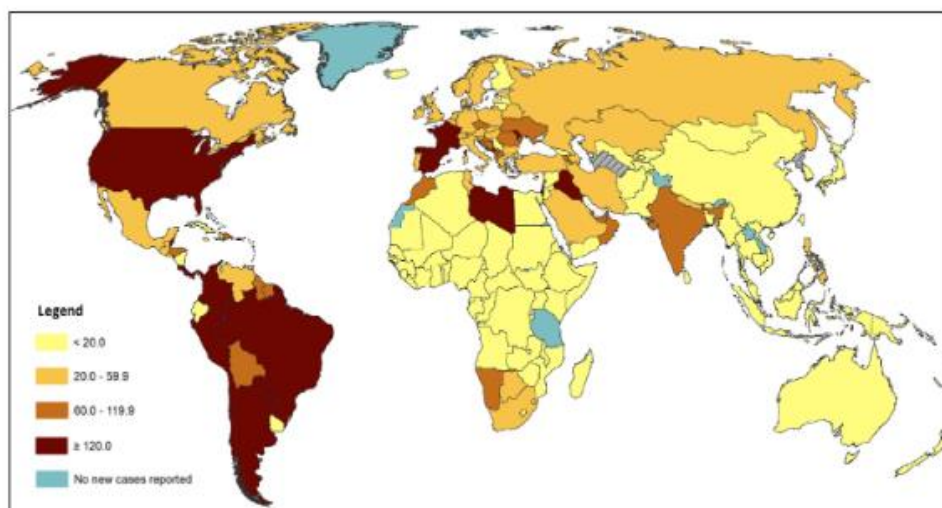 Legend
< 20.0
20.0 - 59.9
60.0 - 119.9
≥ 120.0
No new cases reported